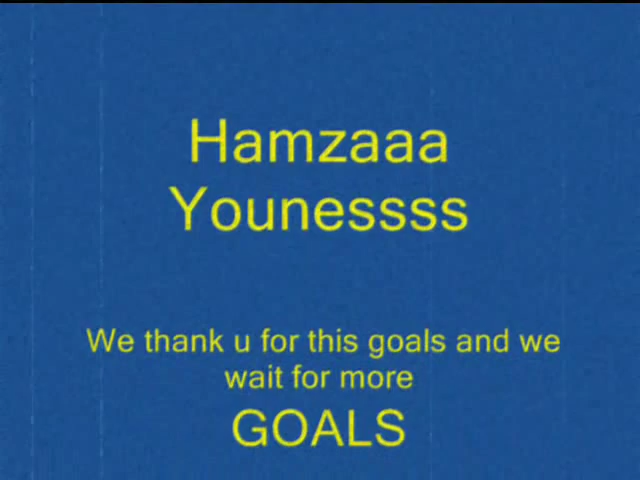 Hamzaaa
Younessss
We thank u for this goals and we
wait for more
GOALS